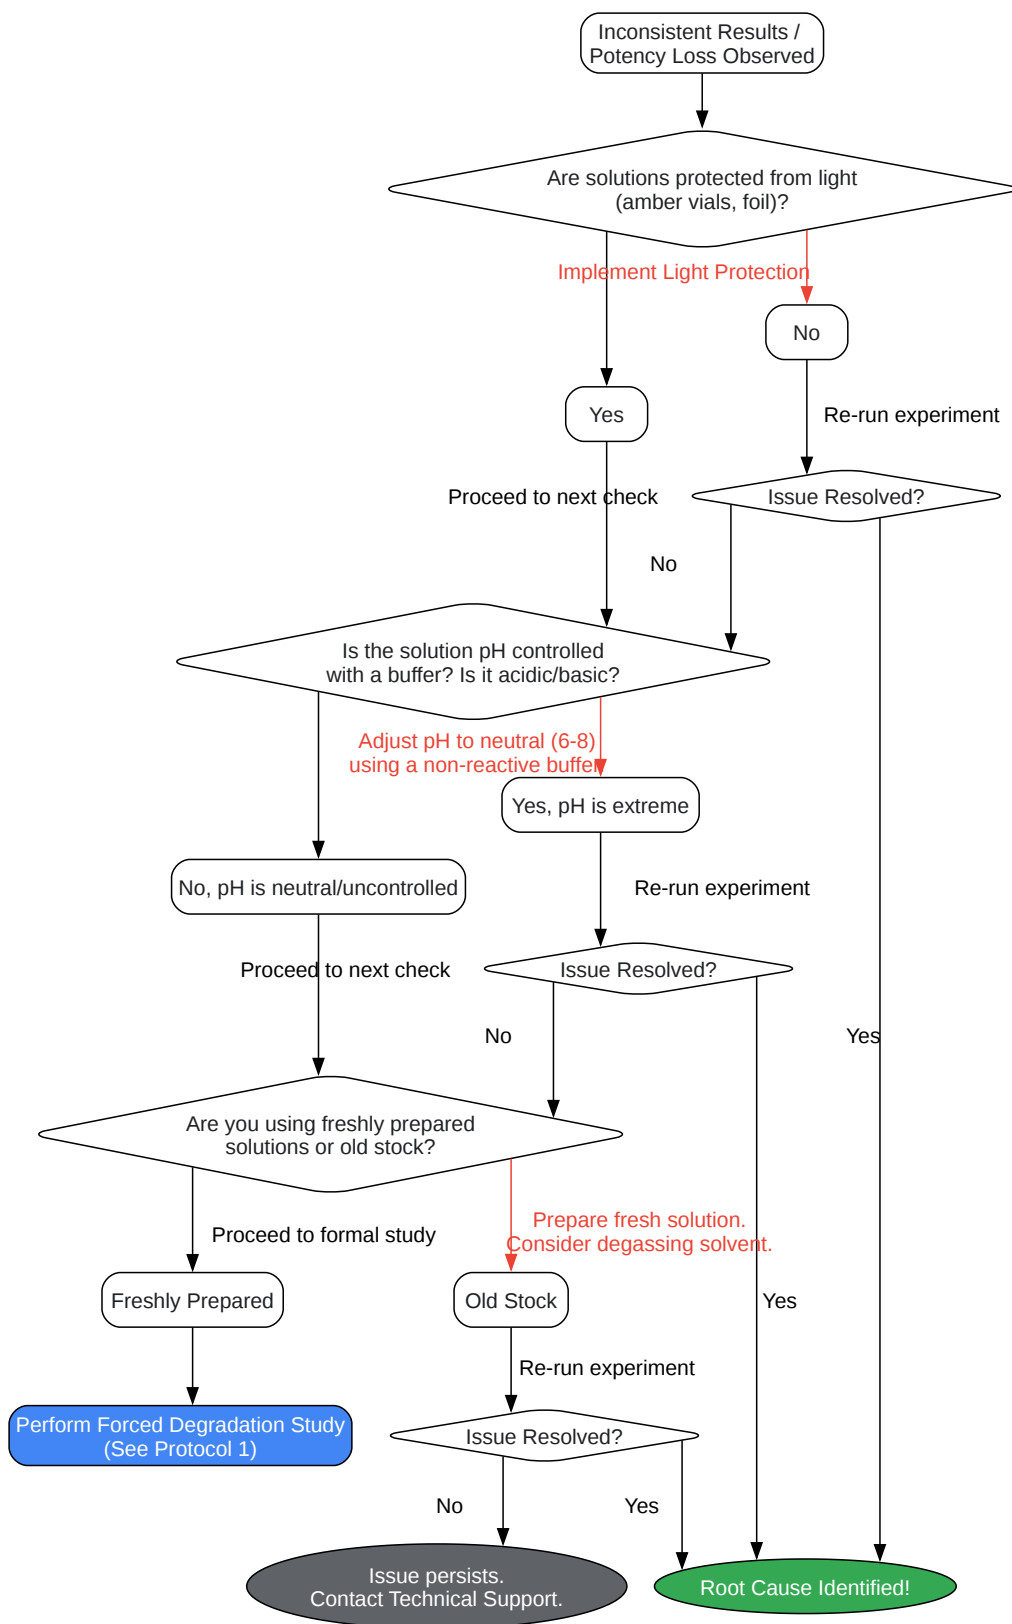 Inconsistent Results /
Potency Loss Observed
Are solutions protected from light
(amber vials, foil)?
Implement Light Protection
No
Yes
Re-run experiment
Proceed to next check
Issue Resolved?
No
Is the solution pH controlled
with a buffer? Is it acidic/basic?
Adjust pH to neutral (6-8)
using a non-reactive buffer
Yes, pH is extreme
No, pH is neutral/uncontrolled
Re-run experiment
Proceed to next check
Issue Resolved?
No
Yes
Are you using freshly prepared
solutions or old stock?
Proceed to formal study
Prepare fresh solution.
Consider degassing solvent.
Freshly Prepared
Old Stock
Yes
Re-run experiment
Perform Forced Degradation Study
(See Protocol 1)
Issue Resolved?
No
Yes
Issue persists.
Contact Technical Support.
Root Cause Identified!